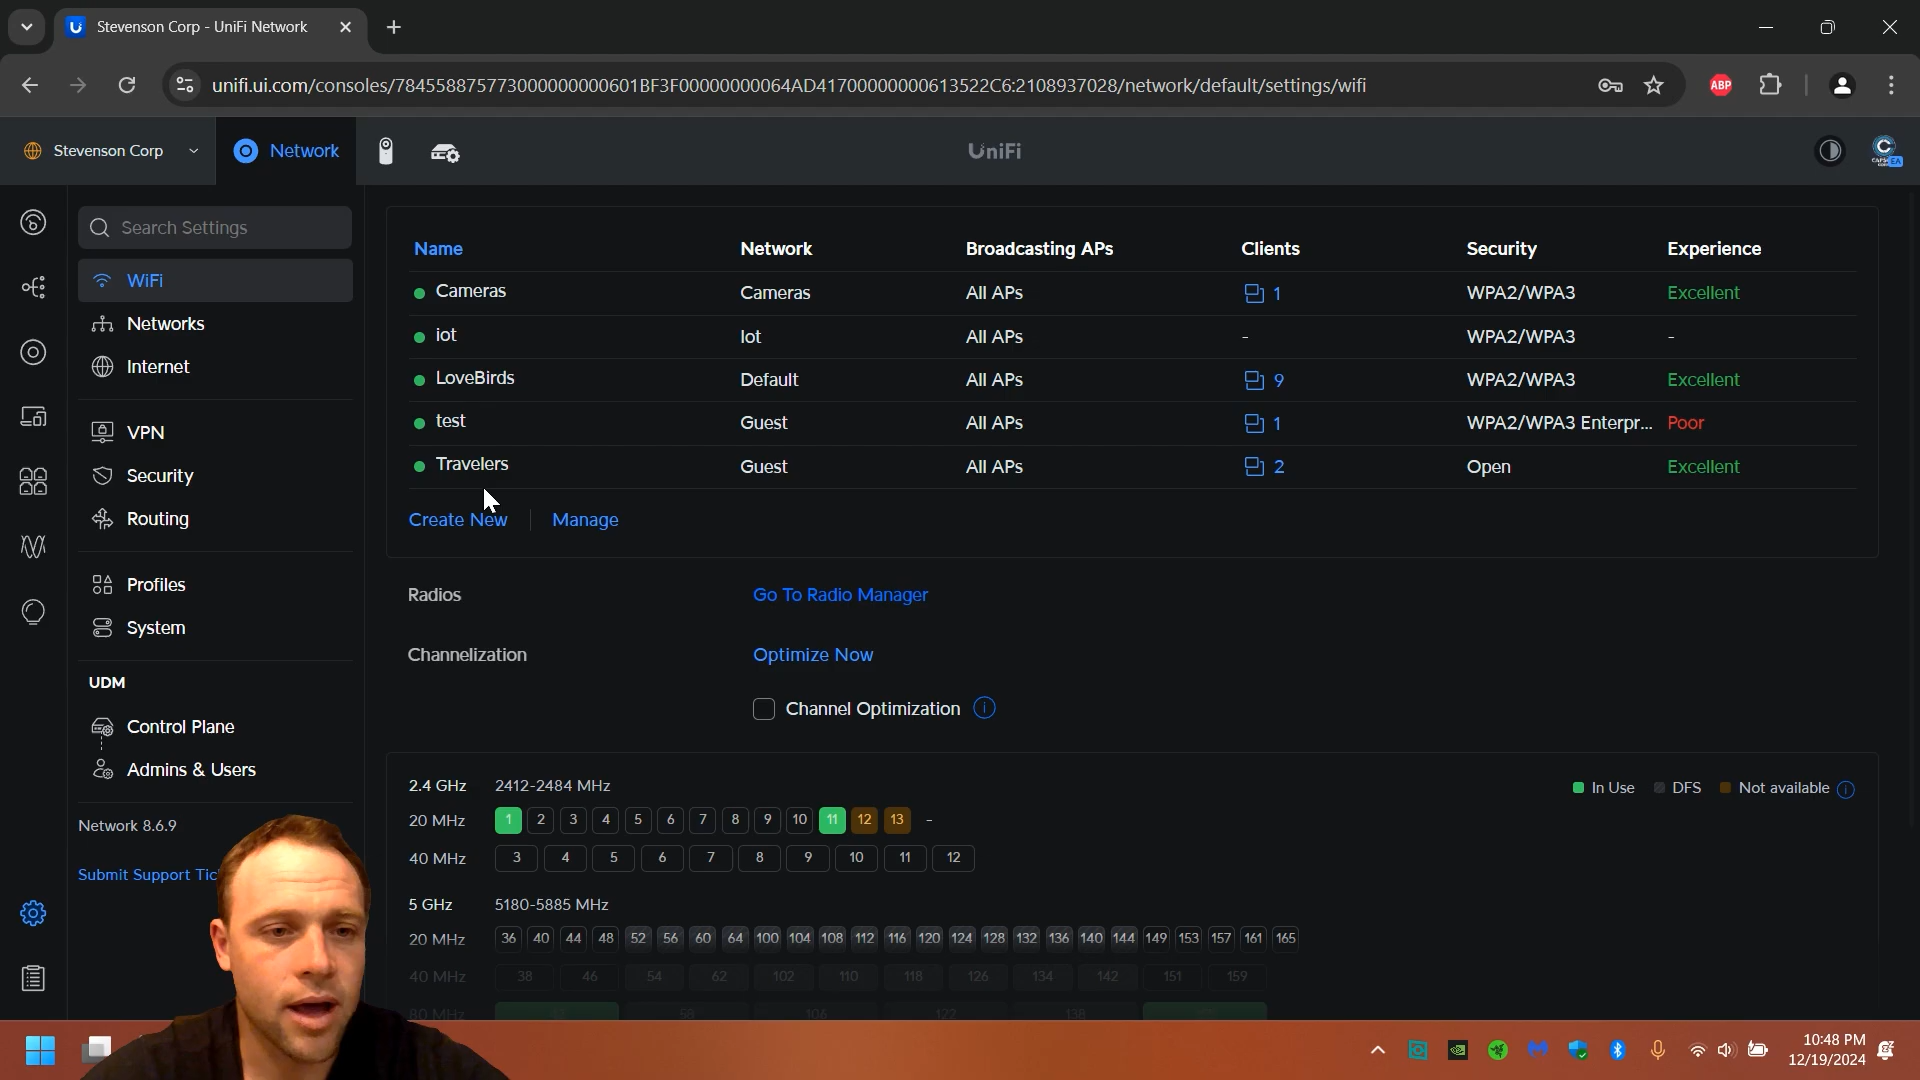 Stevenson Corp - UniFi Network
unifi.ui.com/consoles/784558875773000000000601BF3F00000000064AD41700000000613522C6:2108937028/network/default/settings/wifi
ABP
Stevenson Corp
Network
UniFi
EA
Search Settings
WiFi
Networks
Internet
VPN
Security
Routing
Profiles
System
UDM
Control Plane
Admins & Users
Network 8.6.9
Submit Support Tic
Name Network Broadcasting APs Clients Security Experience
Cameras Cameras All APs 1 WPA2/WPA3 Excellent
iot Iot All APs - WPA2/WPA3 -
LoveBirds Default All APs 9 WPA2/WPA3 Excellent
test Guest All APs 1 WPA2/WPA3 Enterpr... Poor
Travelers Guest All APs 2 Open Excellent
Create New Manage
Radios Go To Radio Manager
Channelization Optimize Now
Channel Optimization
2.4 GHz 2412-2484 MHz In Use DFS Not available
20 MHz 1 2 3 4 5 6 7 8 9 10 11 12 13 -
40 MHz 3 4 5 6 7 8 9 10 11 12
5 GHz 5180-5885 MHz
20 MHz 36 40 44 48 52 56 60 64 100 104 108 112 116 120 124 128 132 136 140 144 149 153 157 161 165
40 MHz 38 46 54 62 102 110 118 126 134 142 151 159
80 MHz 58 106 122 138
10:48 PM
12/19/2024